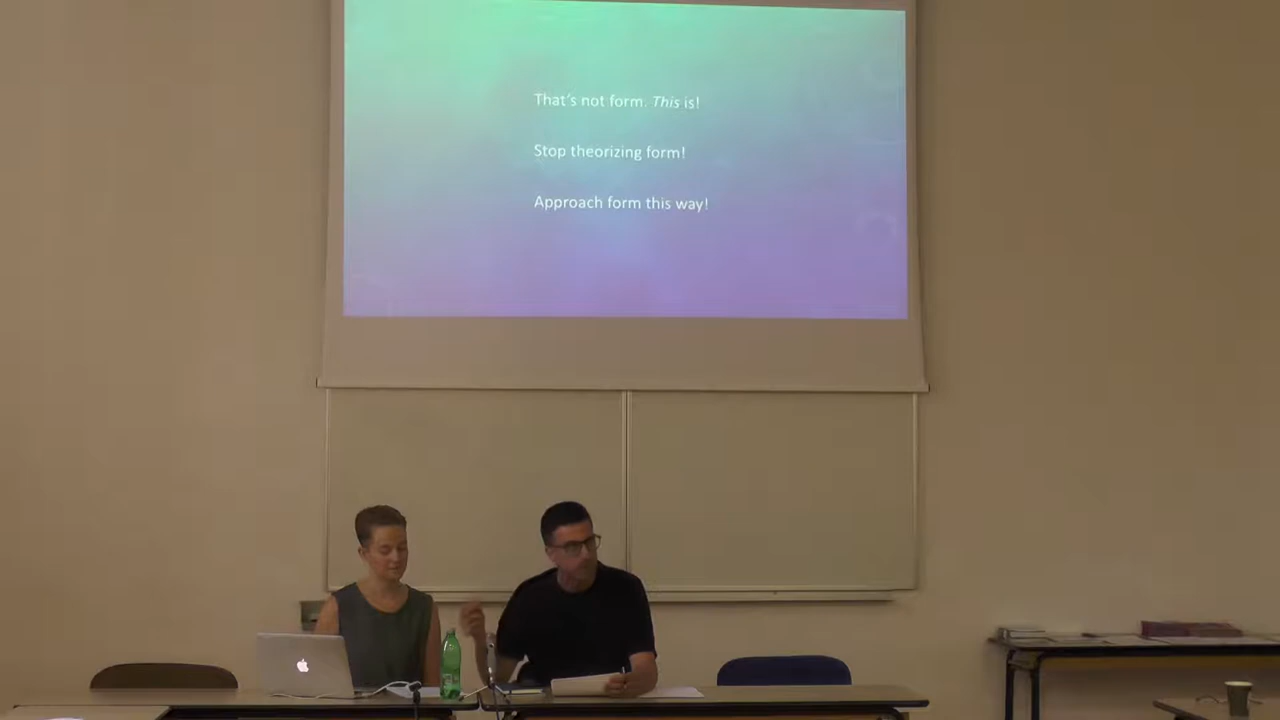 That's not form. This is!
Stop theorizing form!
Approach form this way!